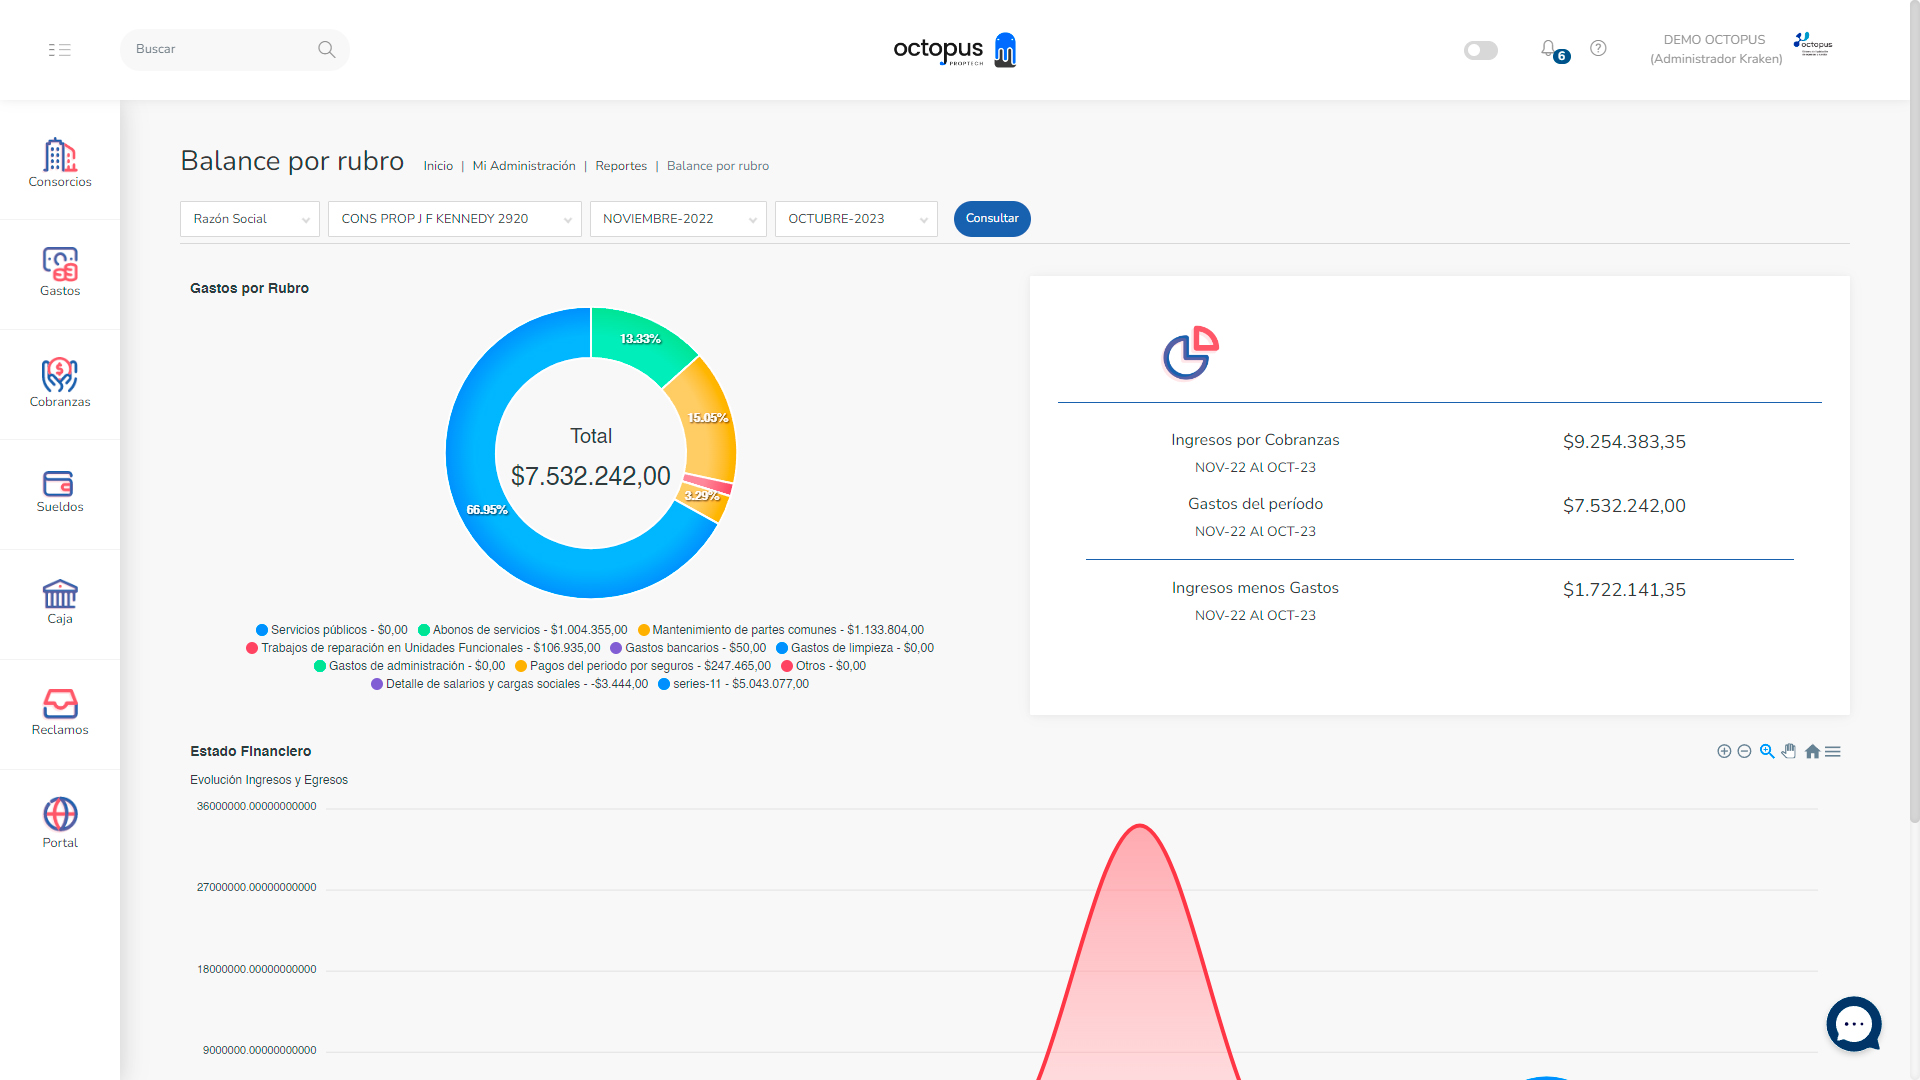 Buscar
octopus
PROPTECH
6
DEMO OCTOPUS
(Administrador Kraken)
octopus
Consorcios
Gastos
Cobranzas
Sueldos
Caja
Reclamos
Portal
Balance por rubro
Inicio | Mi Administración | Reportes | Balance por rubro
Razón Social
CONS PROP J F KENNEDY 2920
NOVIEMBRE-2022
OCTUBRE-2023
Consultar
Gastos por Rubro
13.33%
15.05%
3.29%
66.95%
Total
$7.532.242,00
Servicios públicos - $0,00 Abonos de servicios - $1.004.355,00 Mantenimiento de partes comunes - $1.133.804,00
Trabajos de reparación en Unidades Funcionales - $106.935,00 Gastos bancarios - $50,00 Gastos de limpieza - $0,00
Gastos de administración - $0,00 Pagos del periodo por seguros - $247.465,00 Otros - $0,00
Detalle de salarios y cargas sociales - -$3.444,00 series-11 - $5.043.077,00
Ingresos por Cobranzas
NOV-22 Al OCT-23
$9.254.383,35
Gastos del período
NOV-22 Al OCT-23
$7.532.242,00
Ingresos menos Gastos
NOV-22 Al OCT-23
$1.722.141,35
Estado Financiero
Evolución Ingresos y Egresos
36000000.00000000000
27000000.00000000000
18000000.00000000000
9000000.00000000000